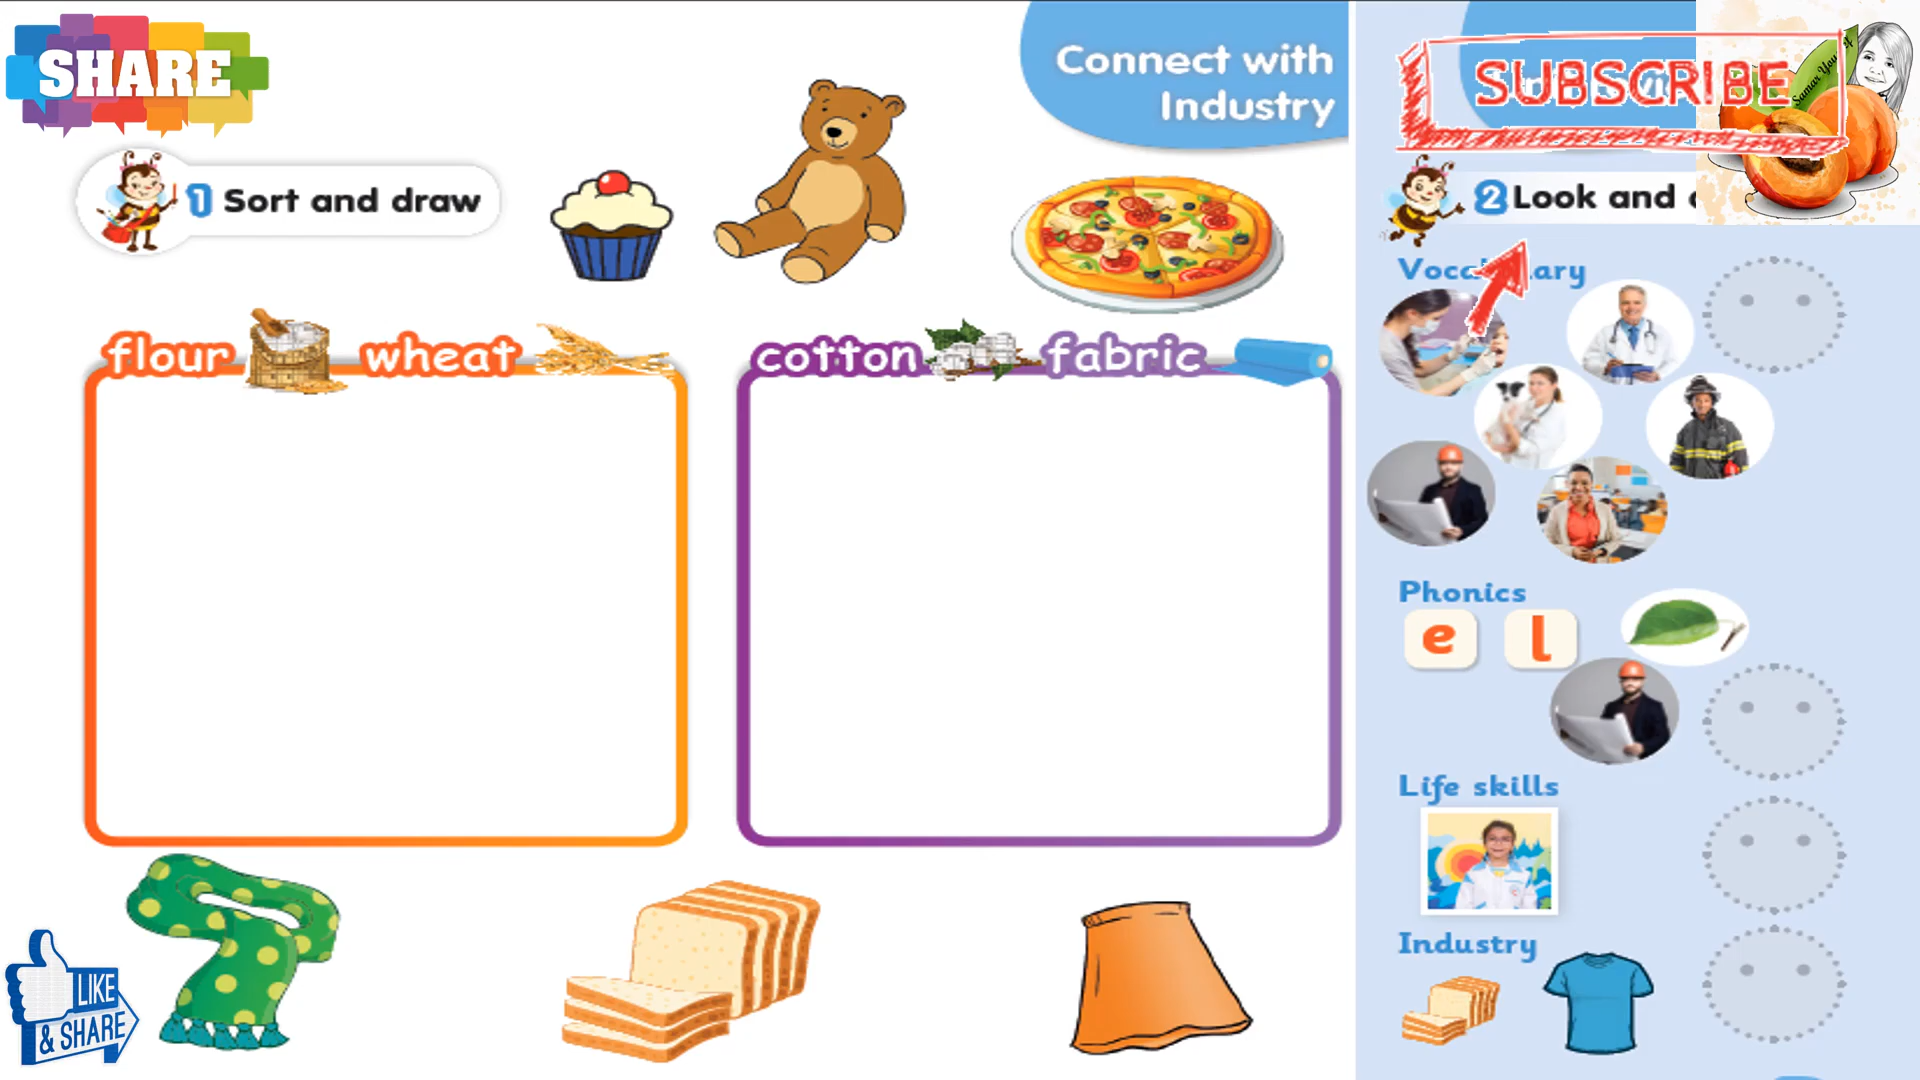 SHARE
Connect with
Industry
1 Sort and draw
flour wheat
cotton fabric
LIKE
& SHARE
SUBSCRIBE
Samar
2 Look and
Phonics
e l
Life skills
Industry